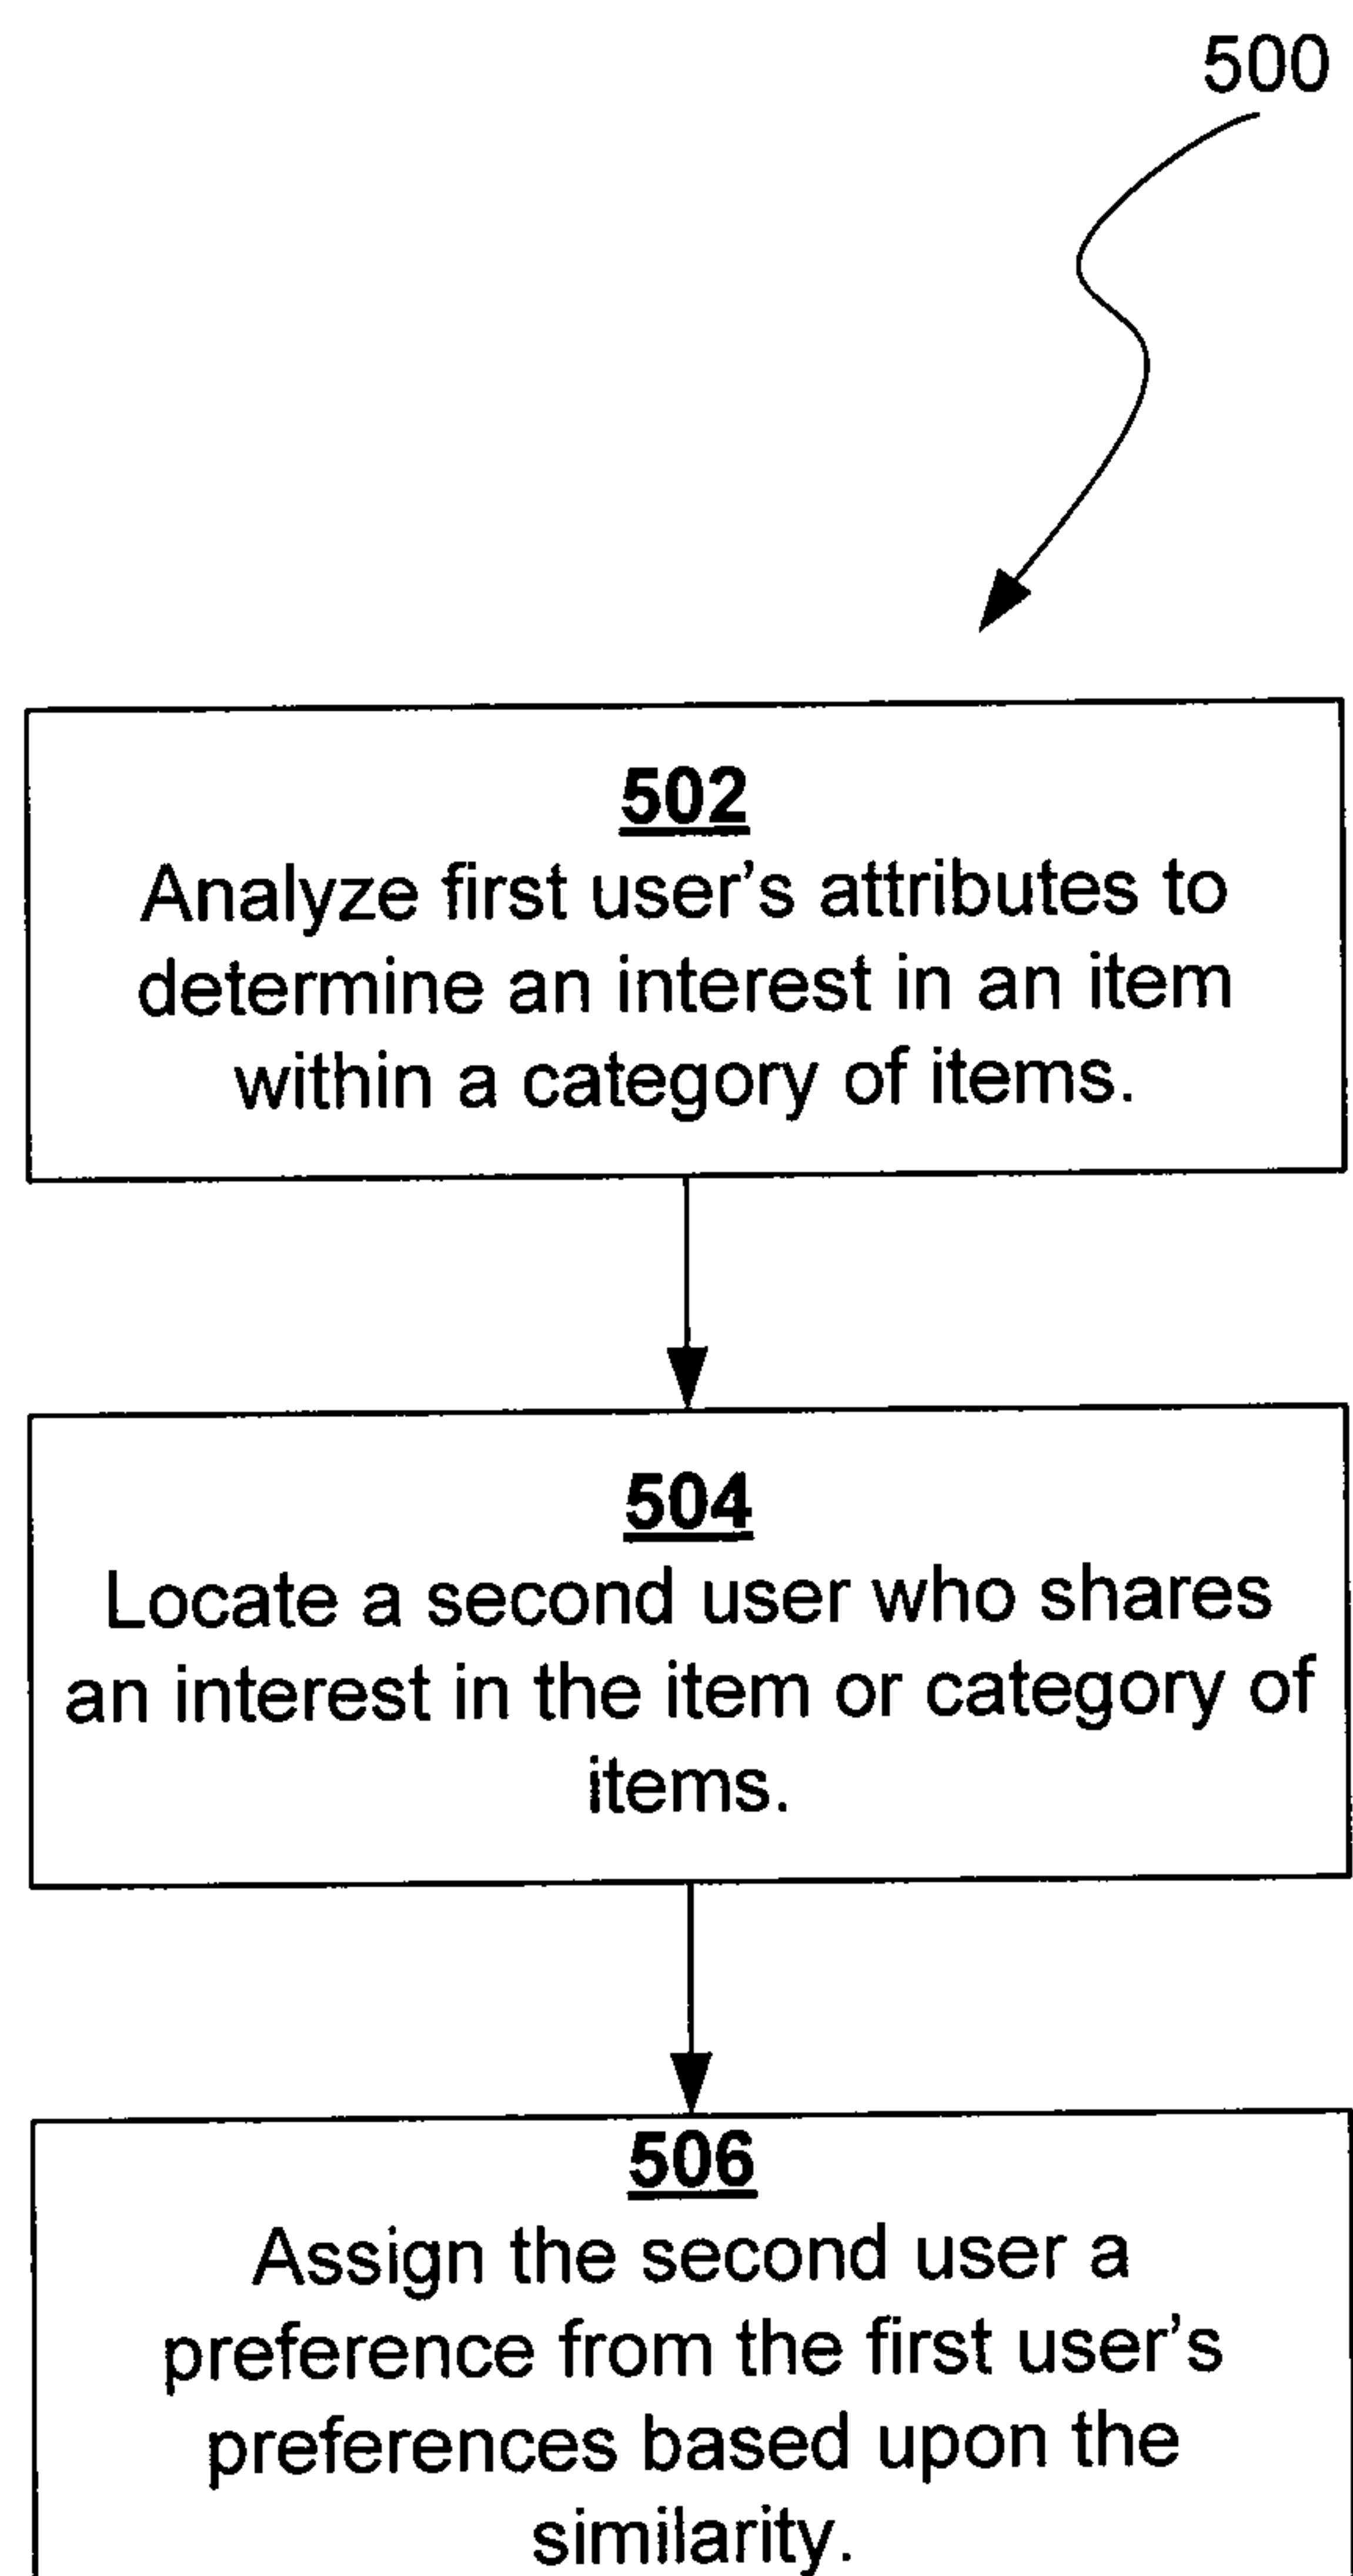 500
502
Analyze first user’s attributes to
determine an interest in an item
within a category of items.
504
Locate a second user who shares
an interest in the item or category of
items.
506
Assign the second user a
preference from the first user’s
preferences based upon the
similarity.